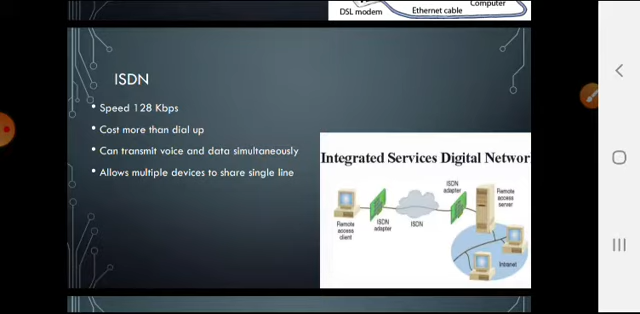 DSL modem
Ethernet cable
Computer
ISDN
Speed 128 Kbps
Cost more than dial up
Can transmit voice and data simultaneously
Allows multiple devices to share single line
Integrated Services Digital Networ
Remote
access
client
ISDN
adapter
ISDN
ISDN
adapter
Remote
access
server
Intranet